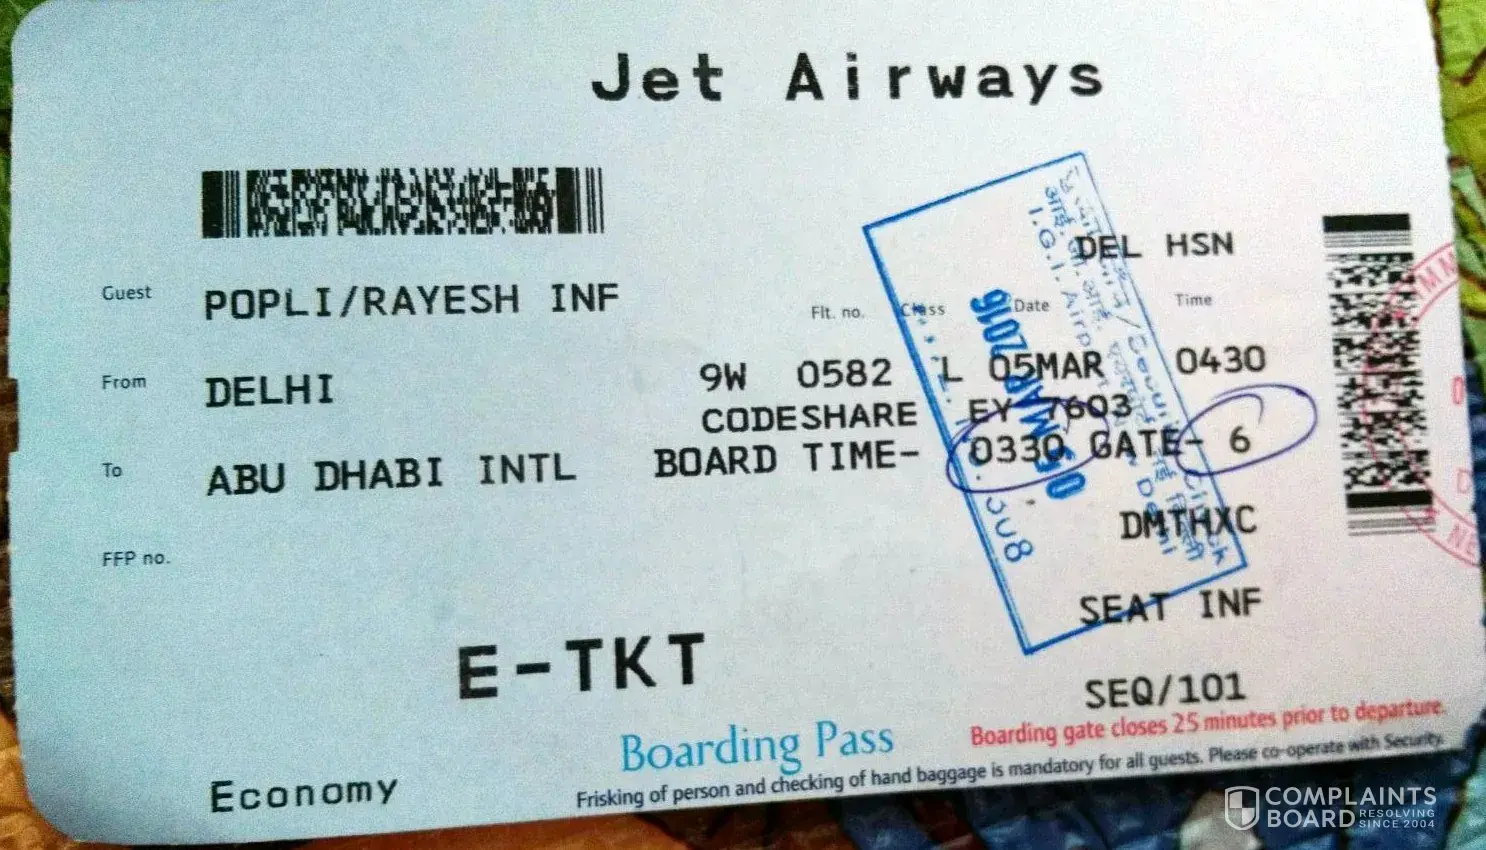 Jet Airways
DEL HSN
Guest POPLI/RAYESH INF
Flt. no. Class Date Time
From DELHI
9W 0582 L 05MAR 0430
CODESHARE EY 7603
To ABU DHABI INTL
BOARD TIME- 0330 GATE- 6
DMTHXC
FFP no.
SEAT INF
E-TKT
SEQ/101
Boarding Pass
Boarding gate closes 25 minutes prior to departure.
Economy
Frisking of person and checking of hand baggage is mandatory for all guests. Please co-operate with Security.
I.G.I. Airp
2016
COMPLAINTS
BOARD RESOLVING
SINCE 2004